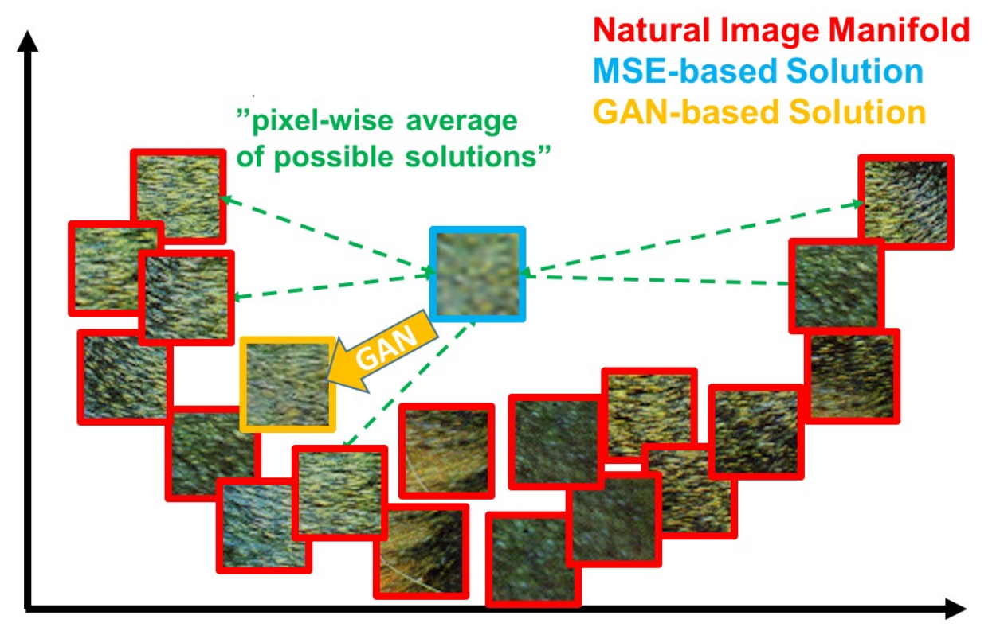 Natural Image Manifold
MSE-based Solution
GAN-based Solution
”pixel-wise average
of possible solutions”
GAN